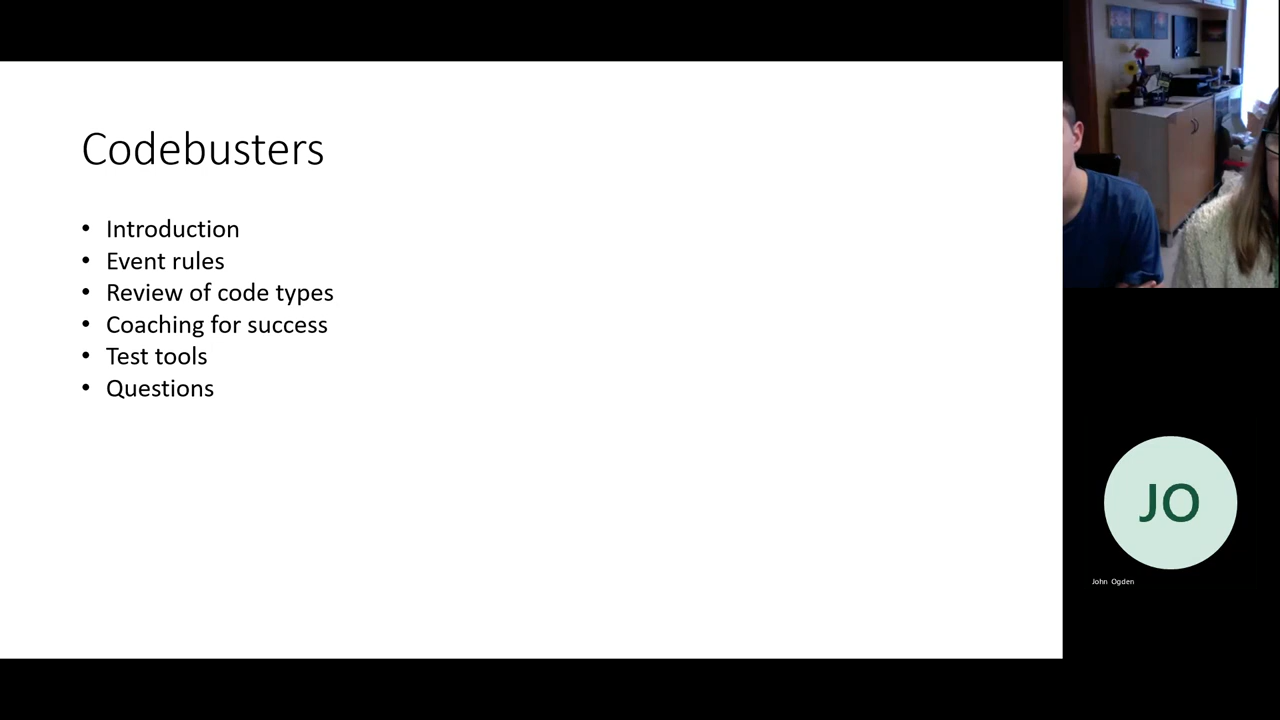 Codebusters
• Introduction
• Event rules
• Review of code types
• Coaching for success
• Test tools
• Questions
JO
John Ogden